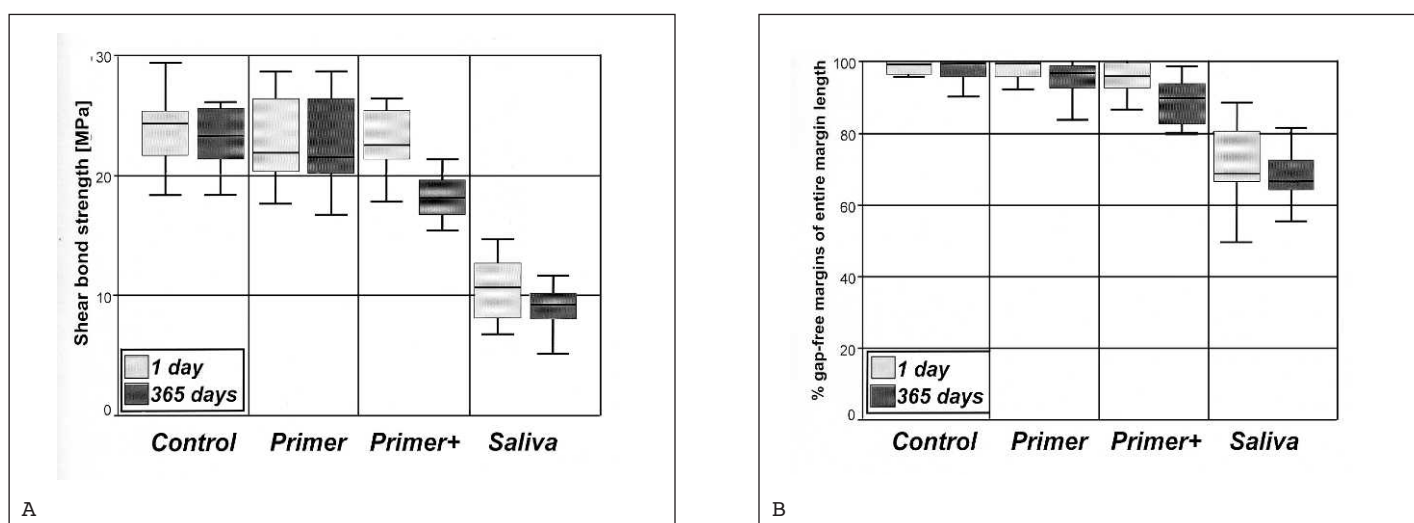 30
20
10
0
Shear bond strength [MPa]
1 day
365 days
Control Primer Primer+ Saliva
A
100
80
60
40
20
0
% gap-free margins of entire margin length
1 day
365 days
Control Primer Primer+ Saliva
B